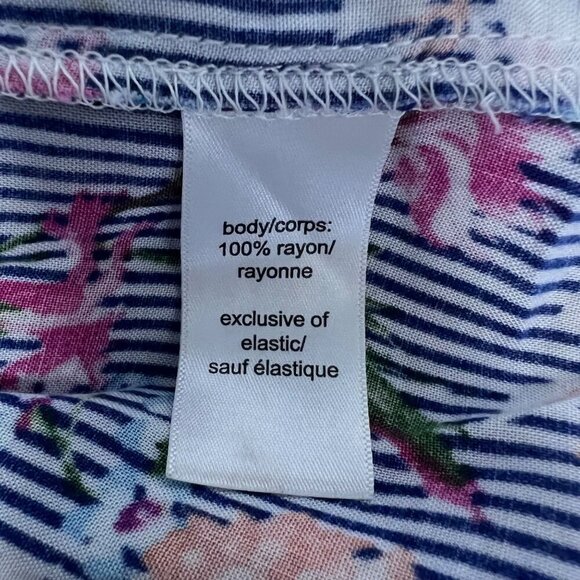 body/corps:
100% rayon/
rayonne
exclusive of
elastic/
sauf élastique